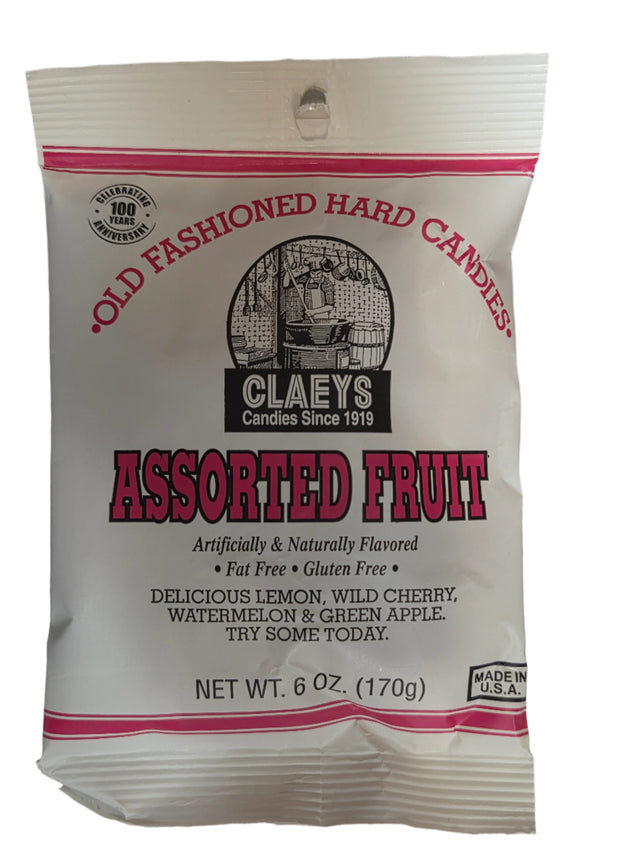 CELEBRATING
100
YEARS
ANNIVERSARY
•OLD FASHIONED HARD CANDIES•
CLAEYS
Candies Since 1919
ASSORTED FRUIT
Artificially & Naturally Flavored
• Fat Free • Gluten Free •
DELICIOUS LEMON, WILD CHERRY,
WATERMELON & GREEN APPLE.
TRY SOME TODAY.
NET WT. 6 OZ. (170g)
MADE IN
U.S.A.